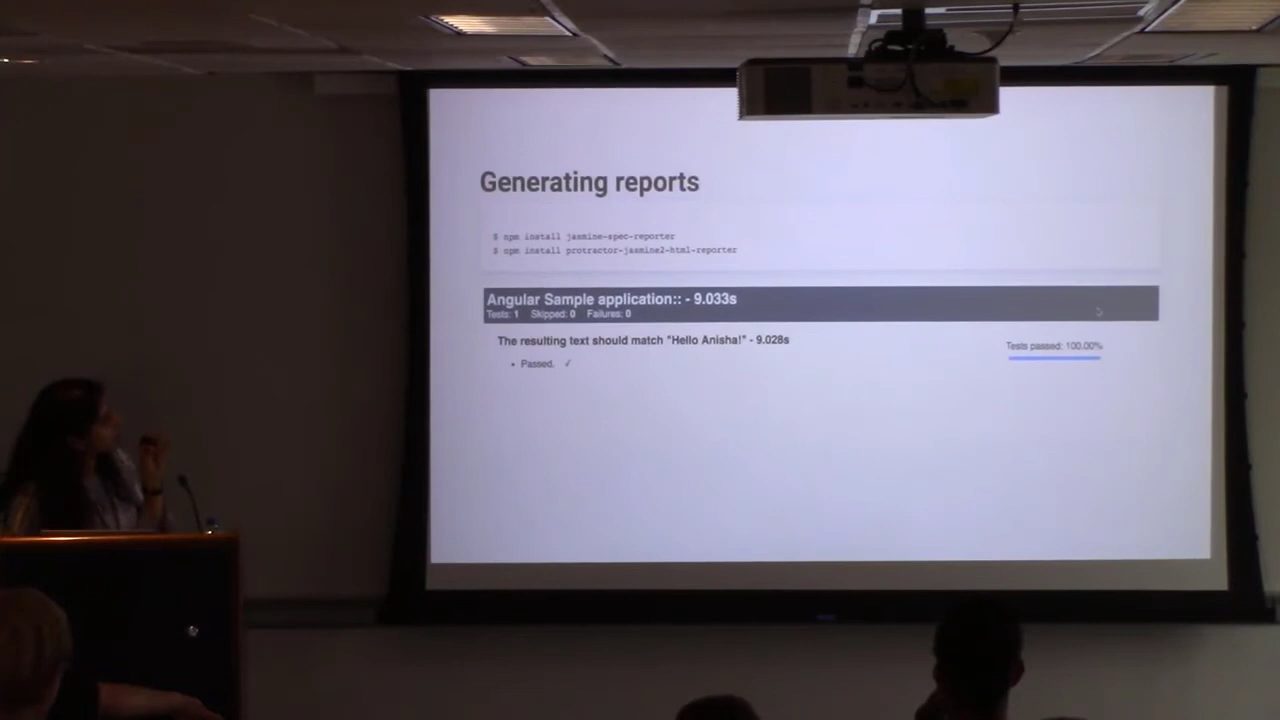 Generating reports
$ npm install jasmine-spec-reporter
$ npm install protractor-jasmine2-html-reporter
Angular Sample application:: - 9.033s
Tests: 1 Skipped: 0 Failures: 0
The resulting text should match "Hello Anisha!" - 9.028s
Tests passed: 100.00%
• Passed. ✓